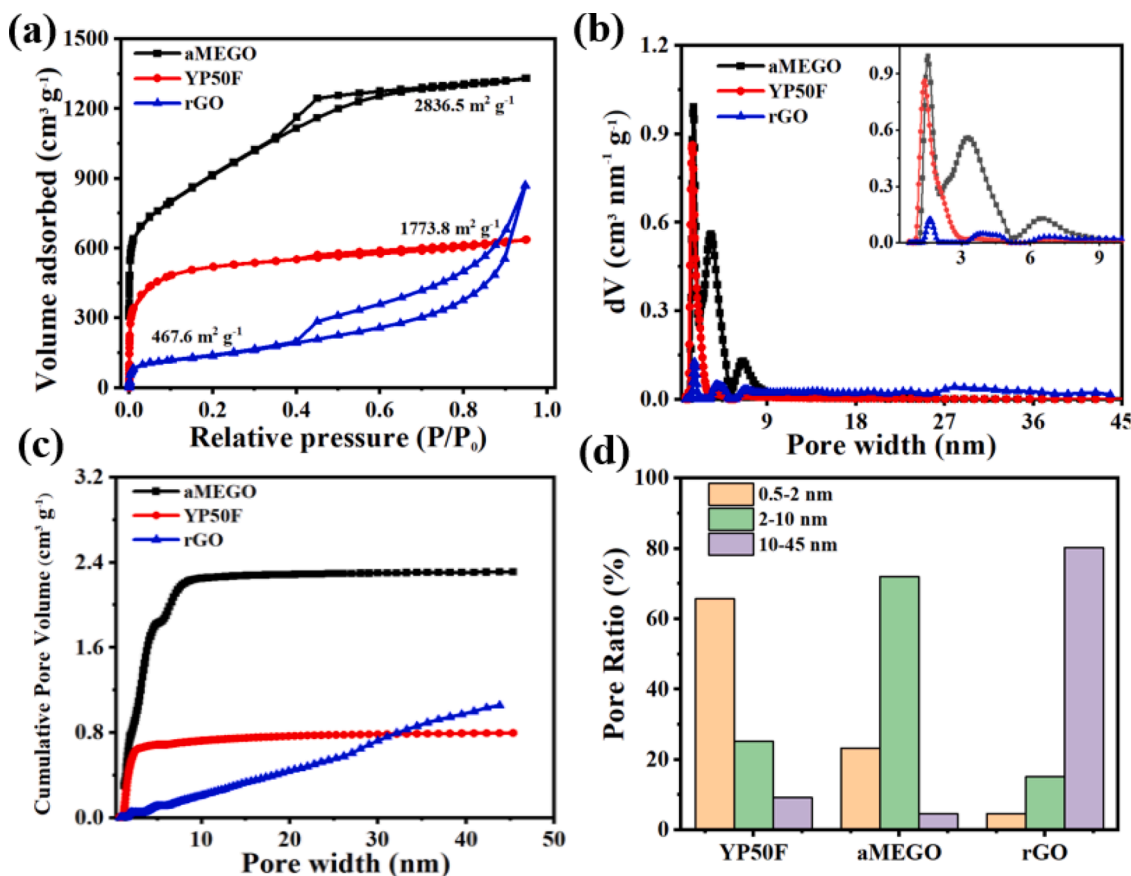 (a)
Volume adsorbed (cm³ g⁻¹)
1500
1200
900
600
300
0
aMEGO
YP50F
rGO
2836.5 m² g⁻¹
1773.8 m² g⁻¹
467.6 m² g⁻¹
0.0 0.2 0.4 0.6 0.8 1.0
Relative pressure (P/P₀)
(b)
dV (cm³ nm⁻¹ g⁻¹)
1.2
0.9
0.6
0.3
0.0
aMEGO
YP50F
rGO
0.9
0.6
0.3
0.0
3 6 9
9 18 27 36 45
Pore width (nm)
(c)
Cumulative Pore Volume (cm³ g⁻¹)
3.2
2.4
1.6
0.8
0.0
aMEGO
YP50F
rGO
10 20 30 40 50
Pore width (nm)
(d)
Pore Ratio (%)
100
80
60
40
20
0
0.5-2 nm
2-10 nm
10-45 nm
YP50F aMEGO rGO